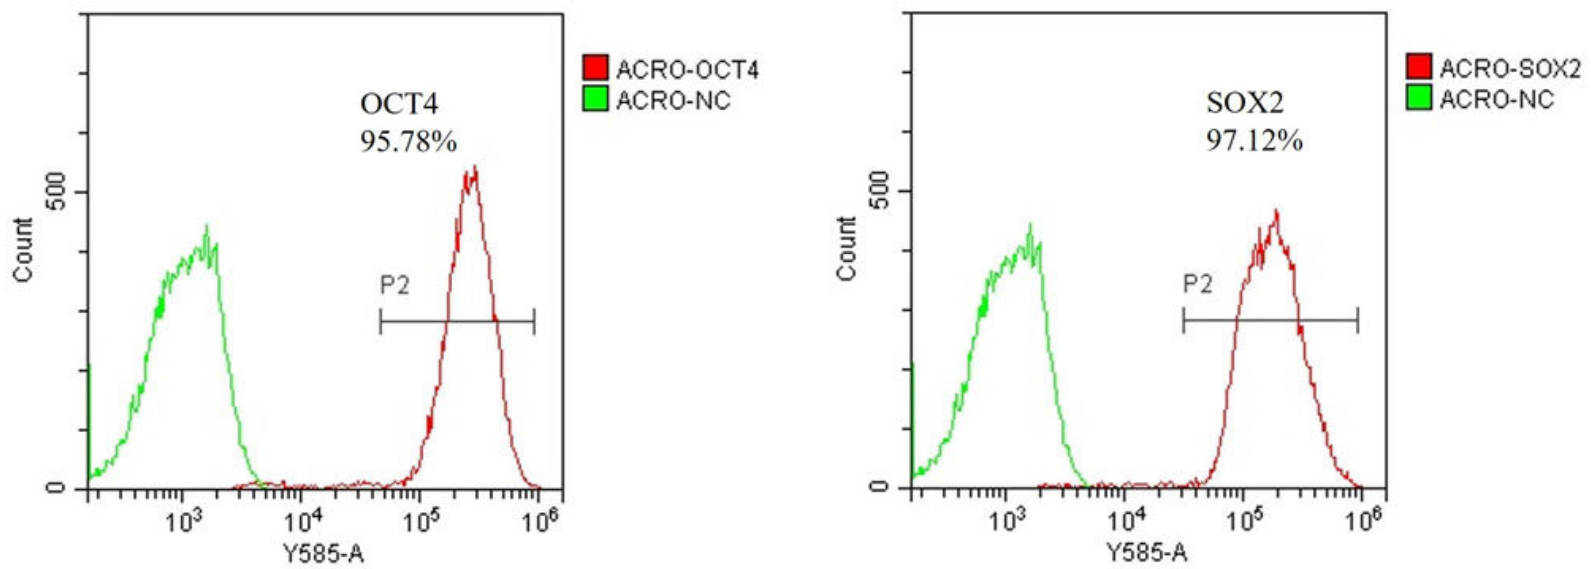 ACRO-OCT4
ACRO-NC
OCT4
95.78%
P2
500
0
Count
10³ 10⁴ 10⁵ 10⁶
Y585-A
ACRO-SOX2
ACRO-NC
SOX2
97.12%
P2
500
0
Count
10³ 10⁴ 10⁵ 10⁶
Y585-A